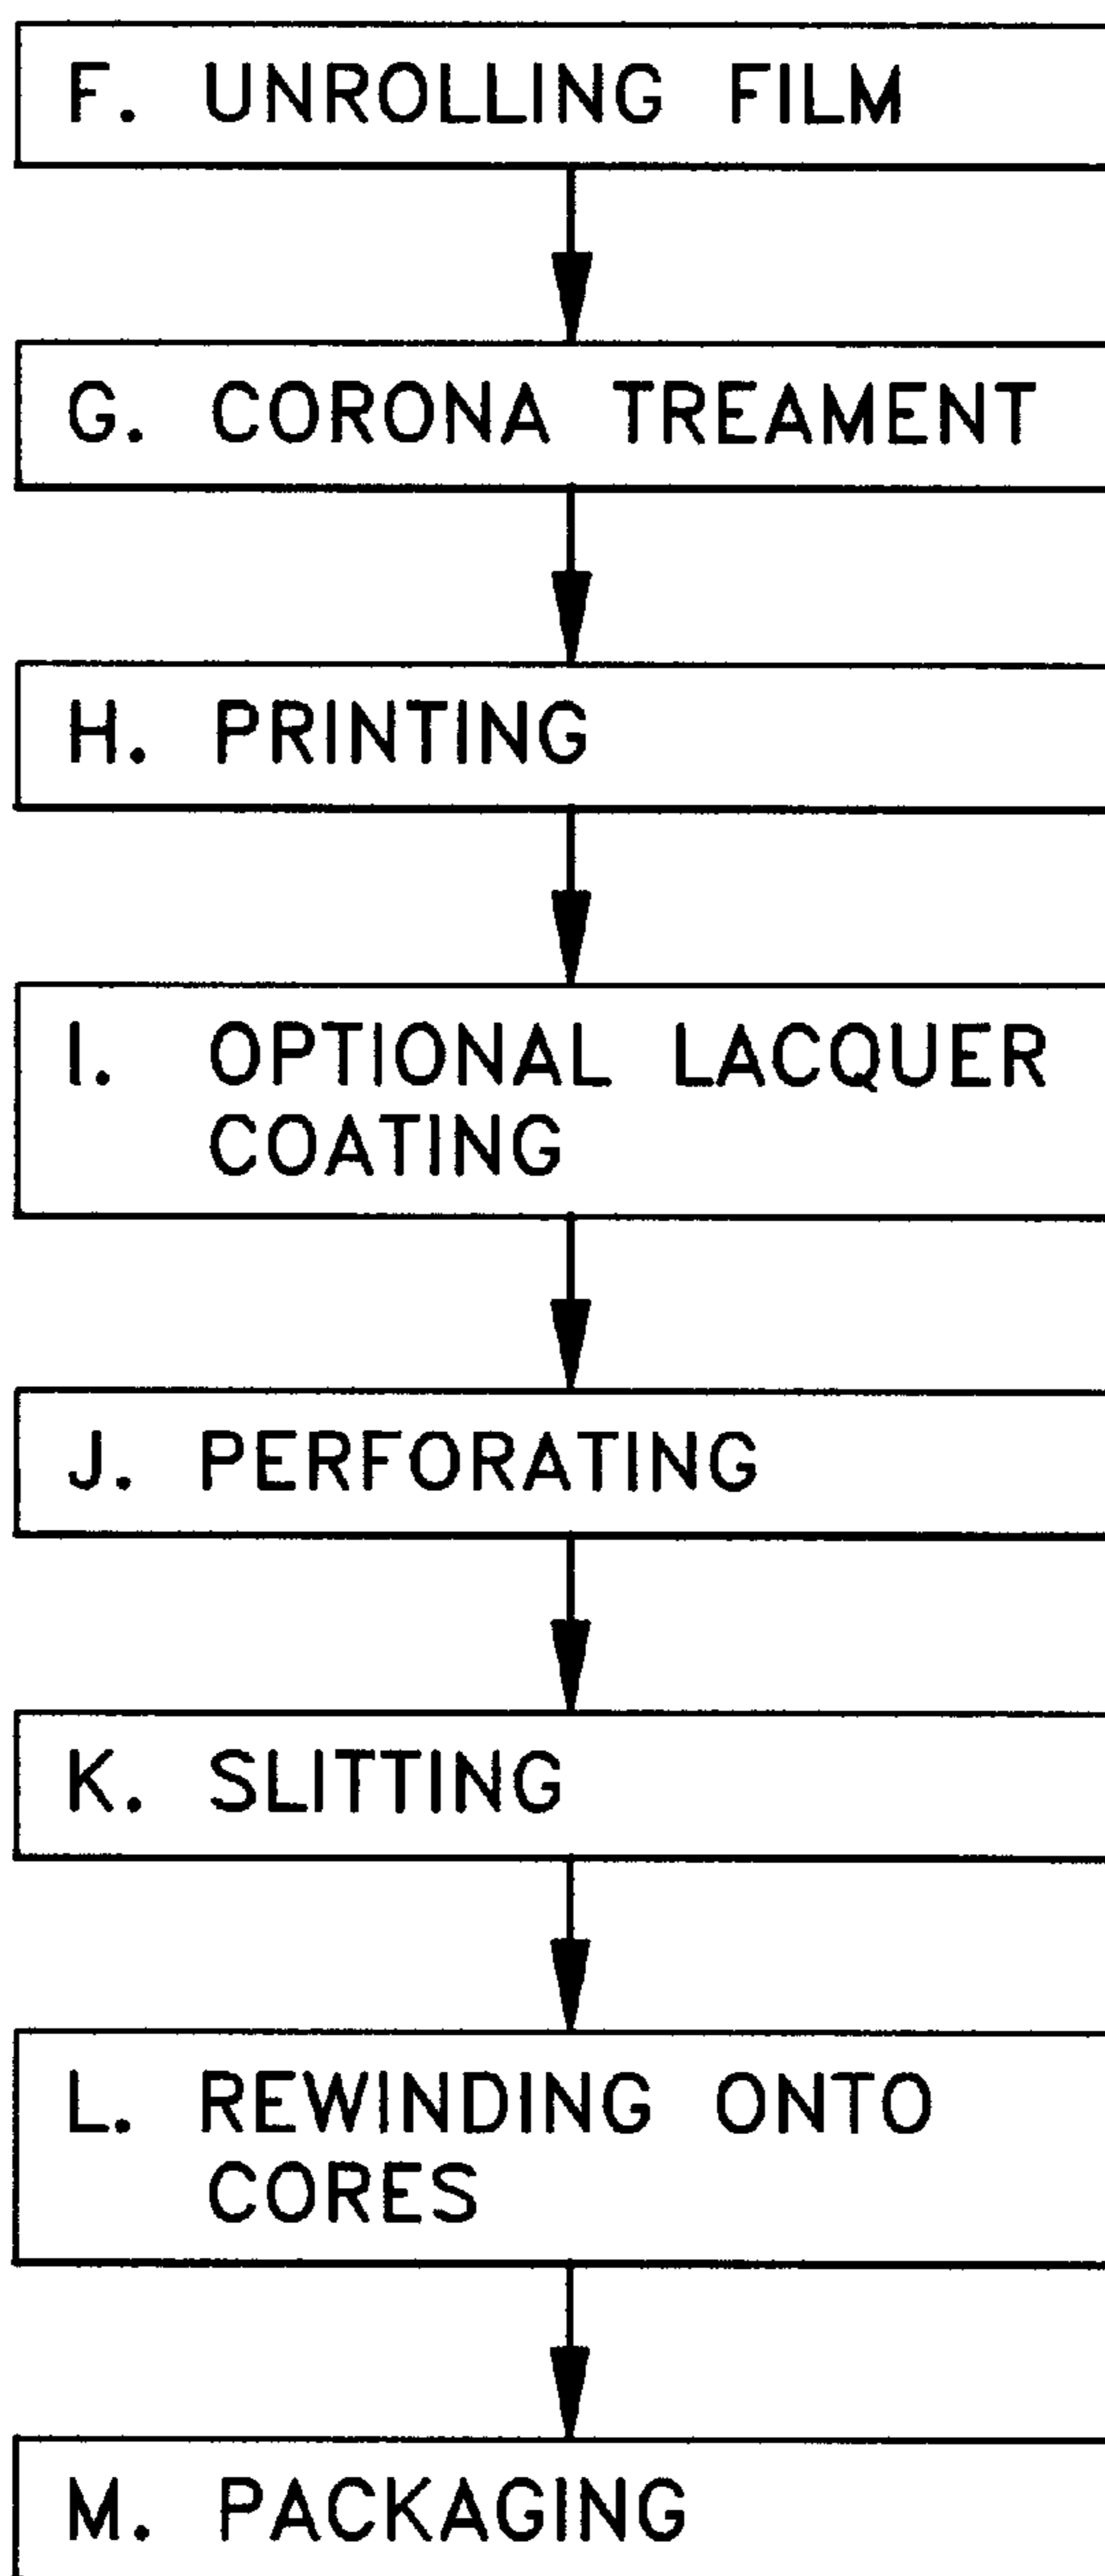 F. UNROLLING FILM
G. CORONA TREAMENT
H. PRINTING
I. OPTIONAL LACQUER
COATING
J. PERFORATING
K. SLITTING
L. REWINDING ONTO
CORES
M. PACKAGING